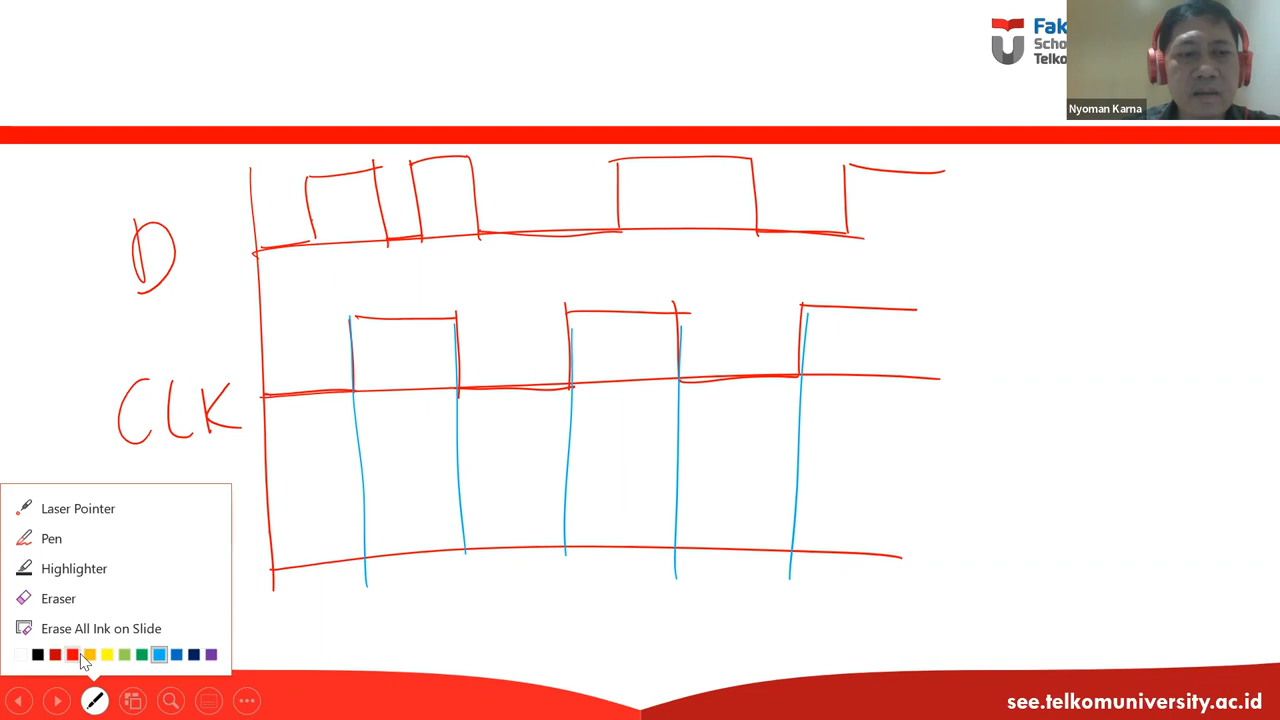 Fak
Scho
Telko
Nyoman Karna
D
CLK
Laser Pointer
Pen
Highlighter
Eraser
Erase All Ink on Slide
see.telkomuniversity.ac.id